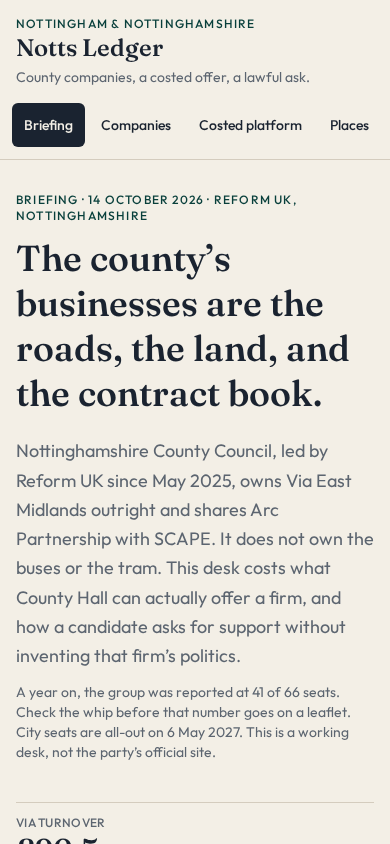 NOTTINGHAM & NOTTINGHAMSHIRE
Notts Ledger
County companies, a costed offer, a lawful ask.
Briefing Companies Costed platform Places
BRIEFING · 14 OCTOBER 2026 · REFORM UK,
NOTTINGHAMSHIRE
The county’s
businesses are the
roads, the land, and
the contract book.
Nottinghamshire County Council, led by
Reform UK since May 2025, owns Via East
Midlands outright and shares Arc
Partnership with SCAPE. It does not own the
buses or the tram. This desk costs what
County Hall can actually offer a firm, and
how a candidate asks for support without
inventing that firm’s politics.
A year on, the group was reported at 41 of 66 seats.
Check the whip before that number goes on a leaflet.
City seats are all-out on 6 May 2027. This is a working
desk, not the party’s official site.
VIA TURNOVER